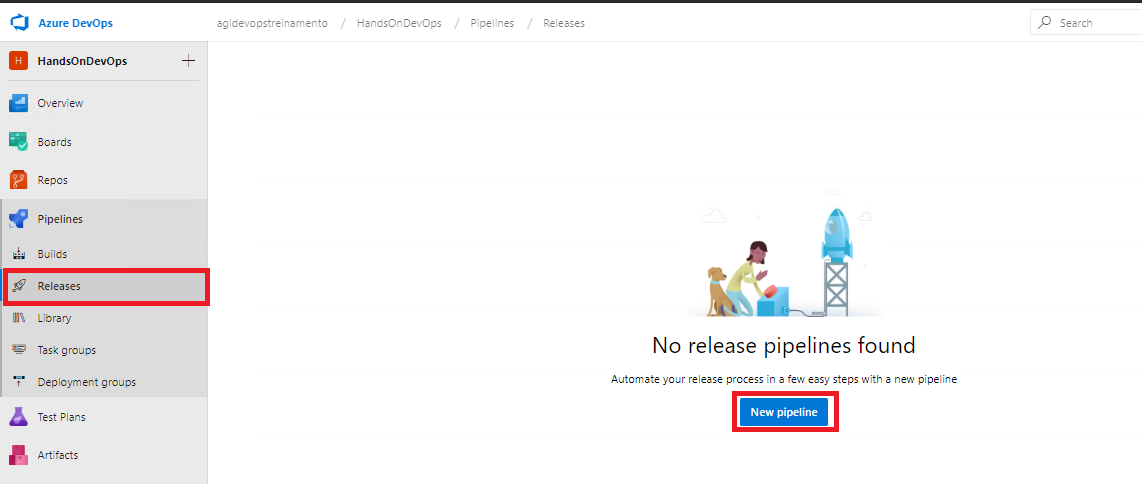 Azure DevOps
agldevopstreinamento / HandsOnDevOps / Pipelines / Releases
Search
H HandsOnDevOps +
Overview
Boards
Repos
Pipelines
Builds
Releases
Library
Task groups
Deployment groups
Test Plans
Artifacts
No release pipelines found
Automate your release process in a few easy steps with a new pipeline
New pipeline